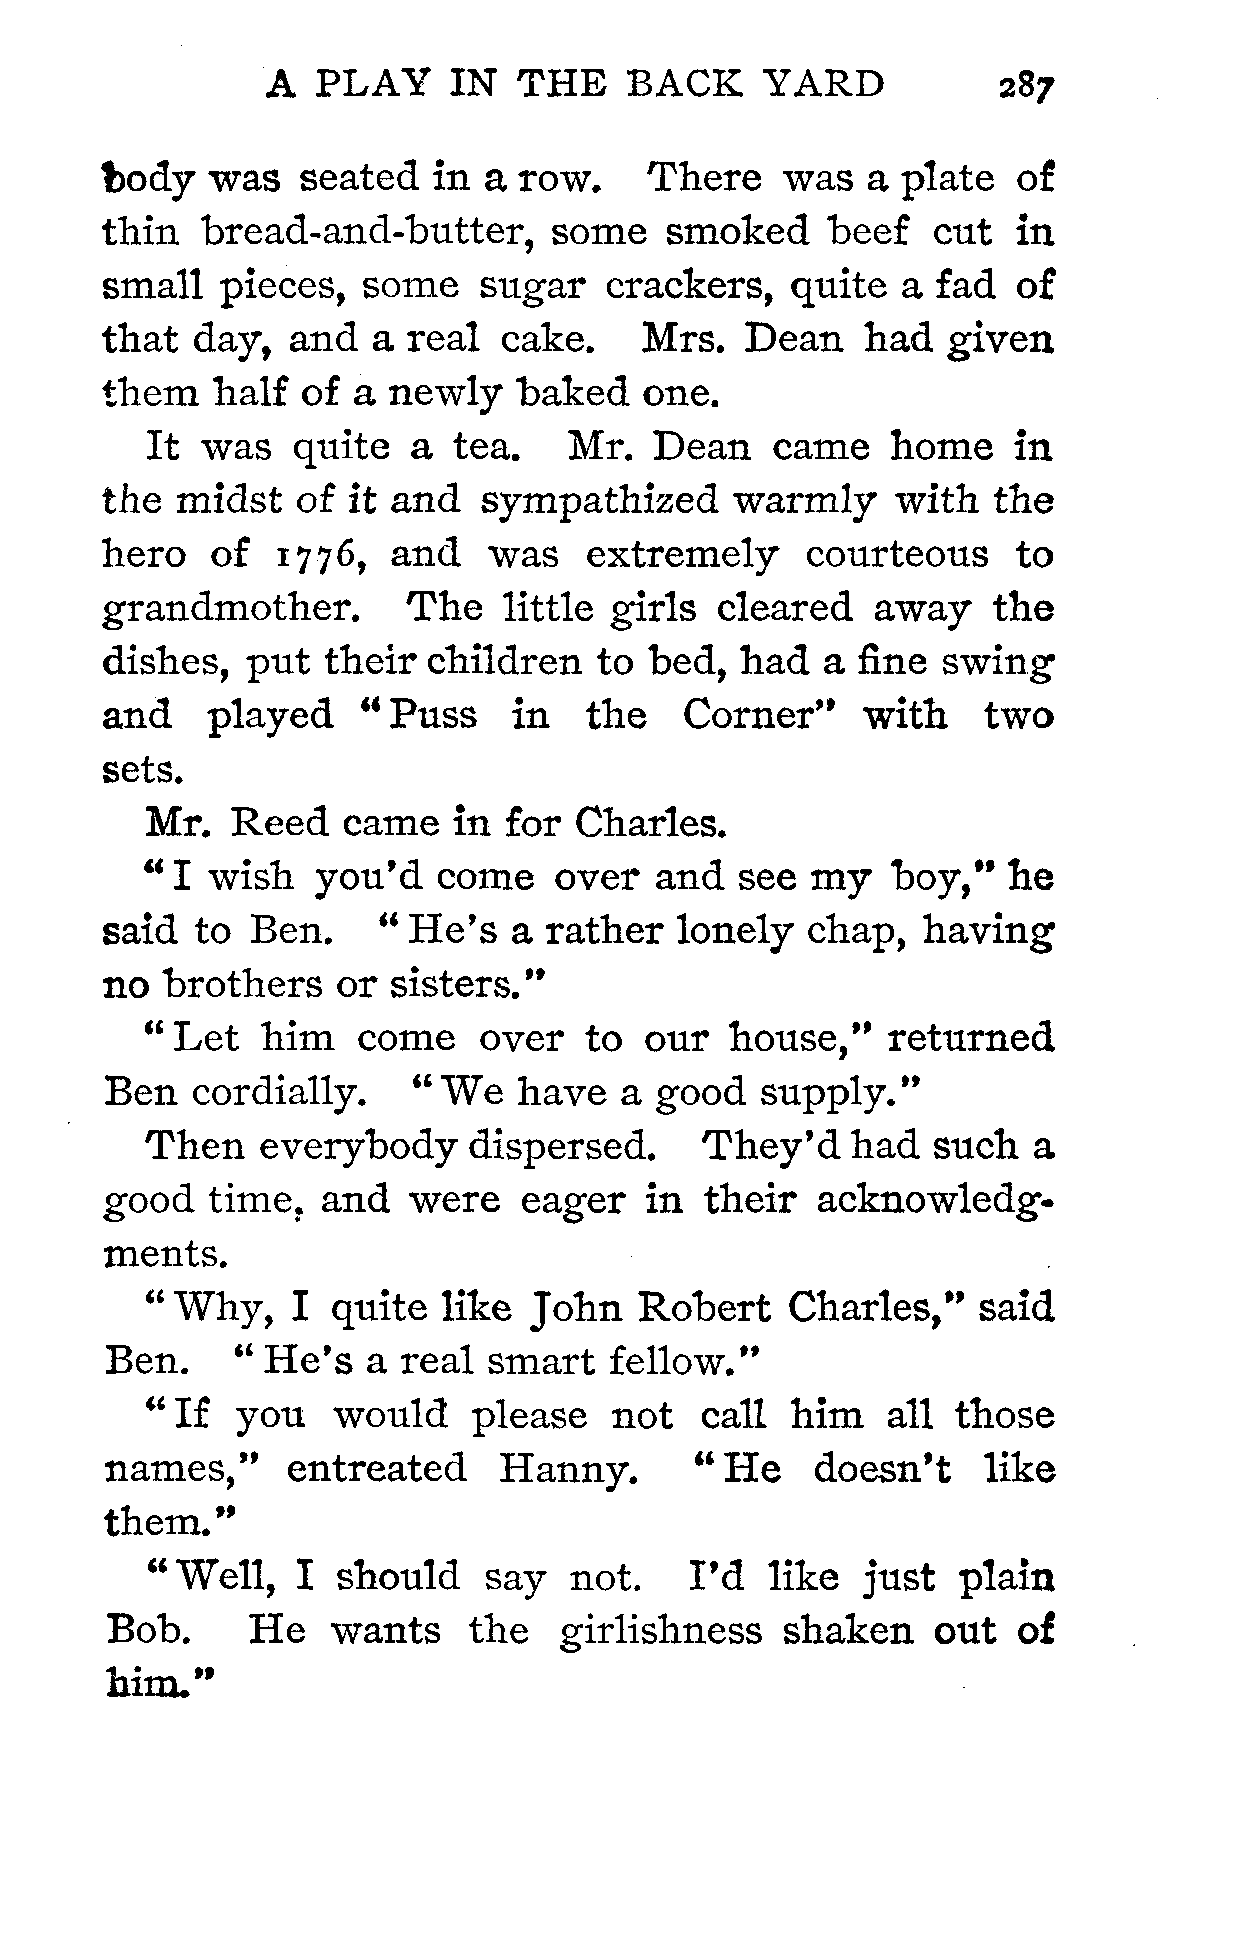 A PLAY IN THE BACK YARD 287
body was seated in a row. There was a plate of
thin bread-and-butter, some smoked beef cut in
small pieces, some sugar crackers, quite a fad of
that day, and a real cake. Mrs. Dean had given
them half of a newly baked one.
It was quite a tea. Mr. Dean came home in
the midst of it and sympathized warmly with the
hero of 1776, and was extremely courteous to
grandmother. The little girls cleared away the
dishes, put their children to bed, had a fine swing
and played “Puss in the Corner” with two
sets.
Mr. Reed came in for Charles.
“I wish you’d come over and see my boy,” he
said to Ben. “He’s a rather lonely chap, having
no brothers or sisters.”
“Let him come over to our house,” returned
Ben cordially. “We have a good supply.”
Then everybody dispersed. They’d had such a
good time, and were eager in their acknowledg-
ments.
“Why, I quite like John Robert Charles,” said
Ben. “He’s a real smart fellow.”
“If you would please not call him all those
names,” entreated Hanny. “He doesn’t like
them.”
“Well, I should say not. I’d like just plain
Bob. He wants the girlishness shaken out of
him.”